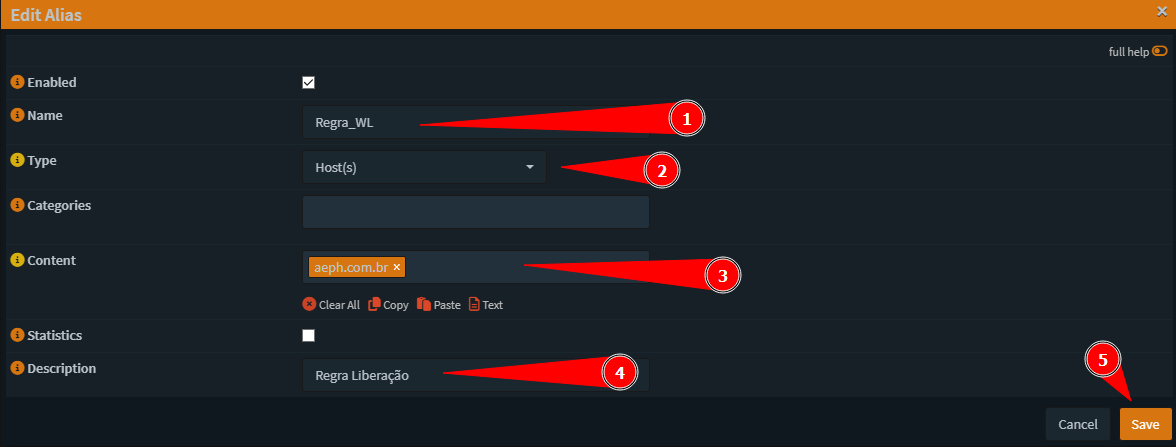 Edit Alias ×
full help
Enabled
Name Regra_WL 1
Type Host(s) 2
Categories
Content aeph.com.br × 3
Clear All Copy Paste Text
Statistics
Description Regra Liberação 4
5
Cancel Save